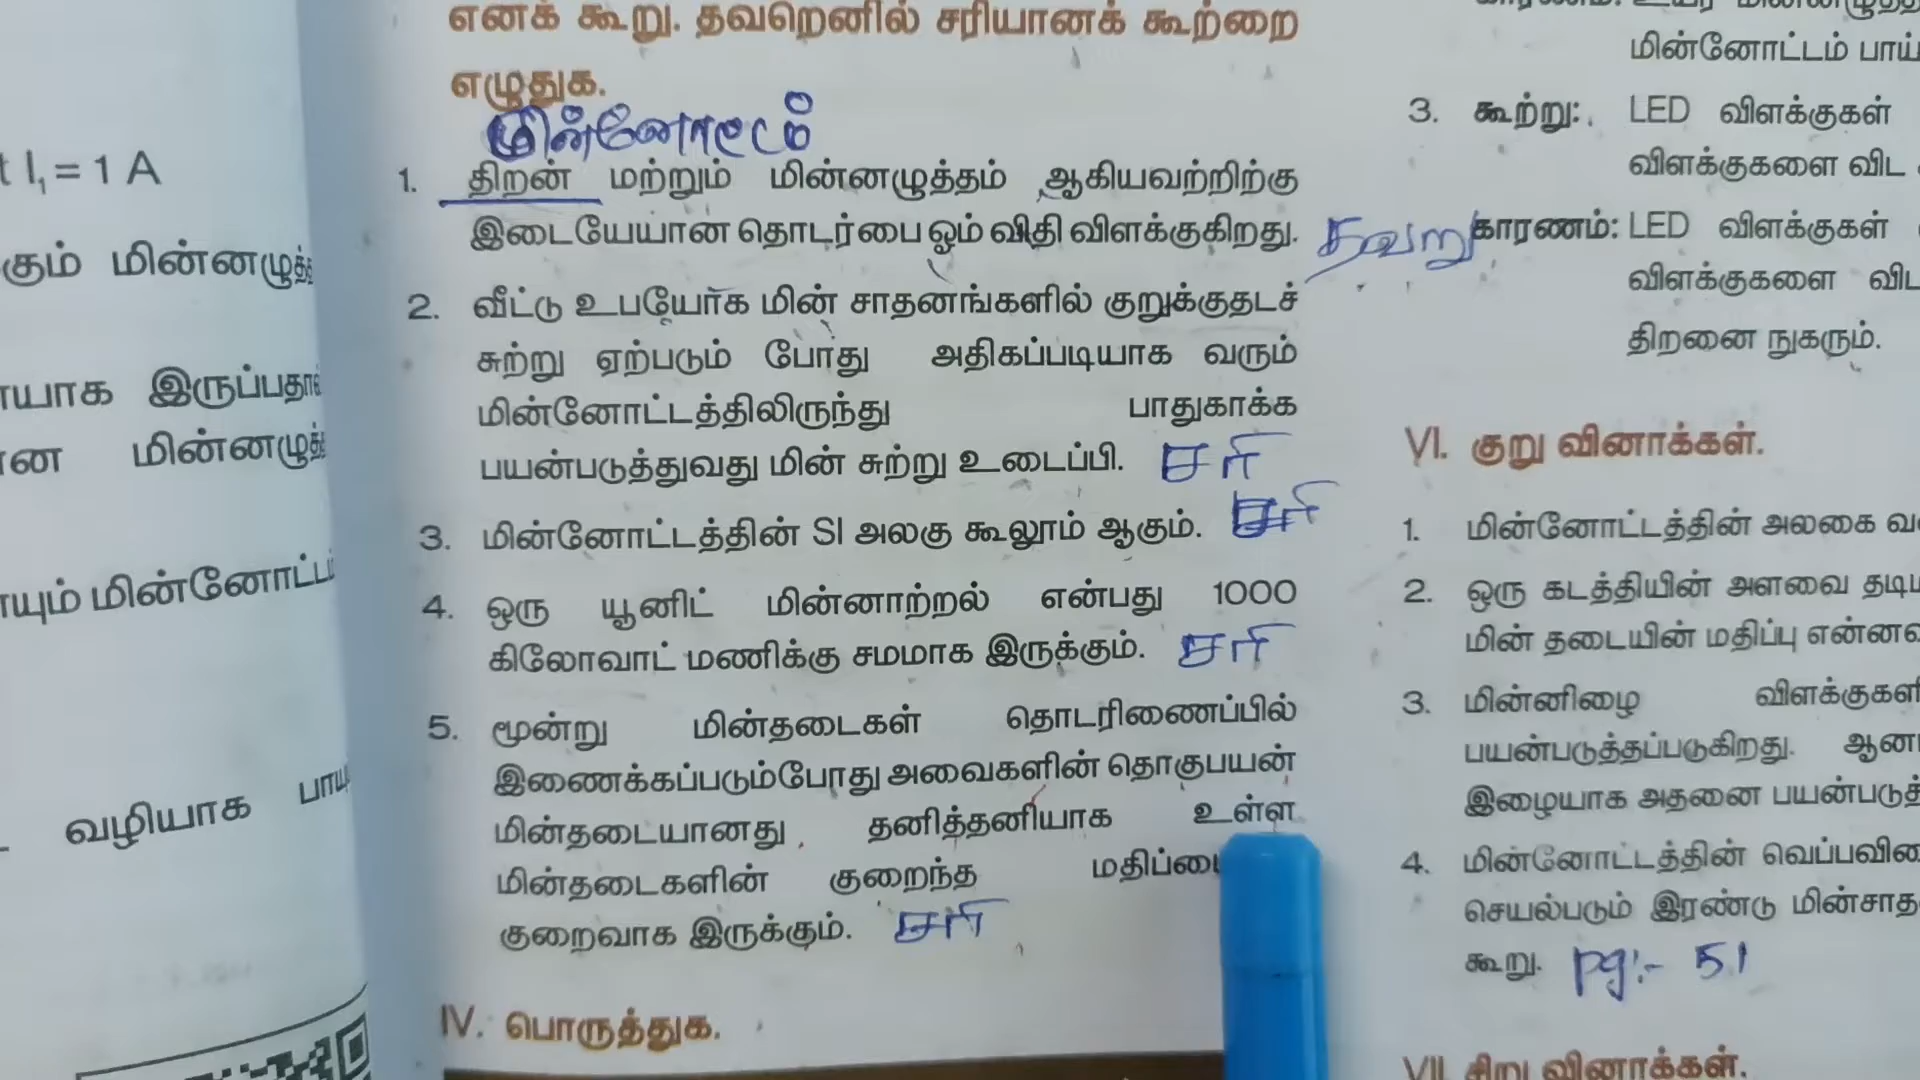 எனக் கூறு. தவறெனில் சரியானக் கூற்றை
எழுதுக.
மின்னோட்டம்
1. திறன் மற்றும் மின்னழுத்தம் ஆகியவற்றிற்கு
இடையேயான தொடர்பை ஓம் விதி விளக்குகிறது. தவறு
2. வீட்டு உபயோக மின் சாதனங்களில் குறுக்குதடச்
சுற்று ஏற்படும் போது அதிகப்படியாக வரும்
மின்னோட்டத்திலிருந்து பாதுகாக்க
பயன்படுத்துவது மின் சுற்று உடைப்பி. சரி
3. மின்னோட்டத்தின் SI அலகு கூலூம் ஆகும். சரி
4. ஒரு யூனிட் மின்னாற்றல் என்பது 1000
கிலோவாட் மணிக்கு சமமாக இருக்கும். சரி
5. மூன்று மின்தடைகள் தொடரிணைப்பில்
இணைக்கப்படும்போது அவைகளின் தொகுபயன்
மின்தடையானது தனித்தனியாக உள்ள
மின்தடைகளின் குறைந்த
குறைவாக இருக்கும். சரி
IV. பொருத்துக.
I₁ = 1 A
கும்
இருப்பதால்
வழியாக
மின்னோட்டம்
3. கூற்று: LED விளக்குகள்
விளக்குகளை விட
காரணம்: LED விளக்குகள்
விளக்குகளை
திறனை நுகரும்.
VI. குறு வினாக்கள்.
1. மின்னோட்டத்தின் அலகை
2. ஒரு கடத்தியின் அளவை
மின் தடையின் மதிப்பு
3. மின்னிழை
பயன்படுத்தப்படுகிறது.
இழையாக அதனை
4. மின்னோட்டத்தின்
செயல்படும் இரண்டு
கூறு. pg:- 51
VII. சிறு வினாக்கள்.